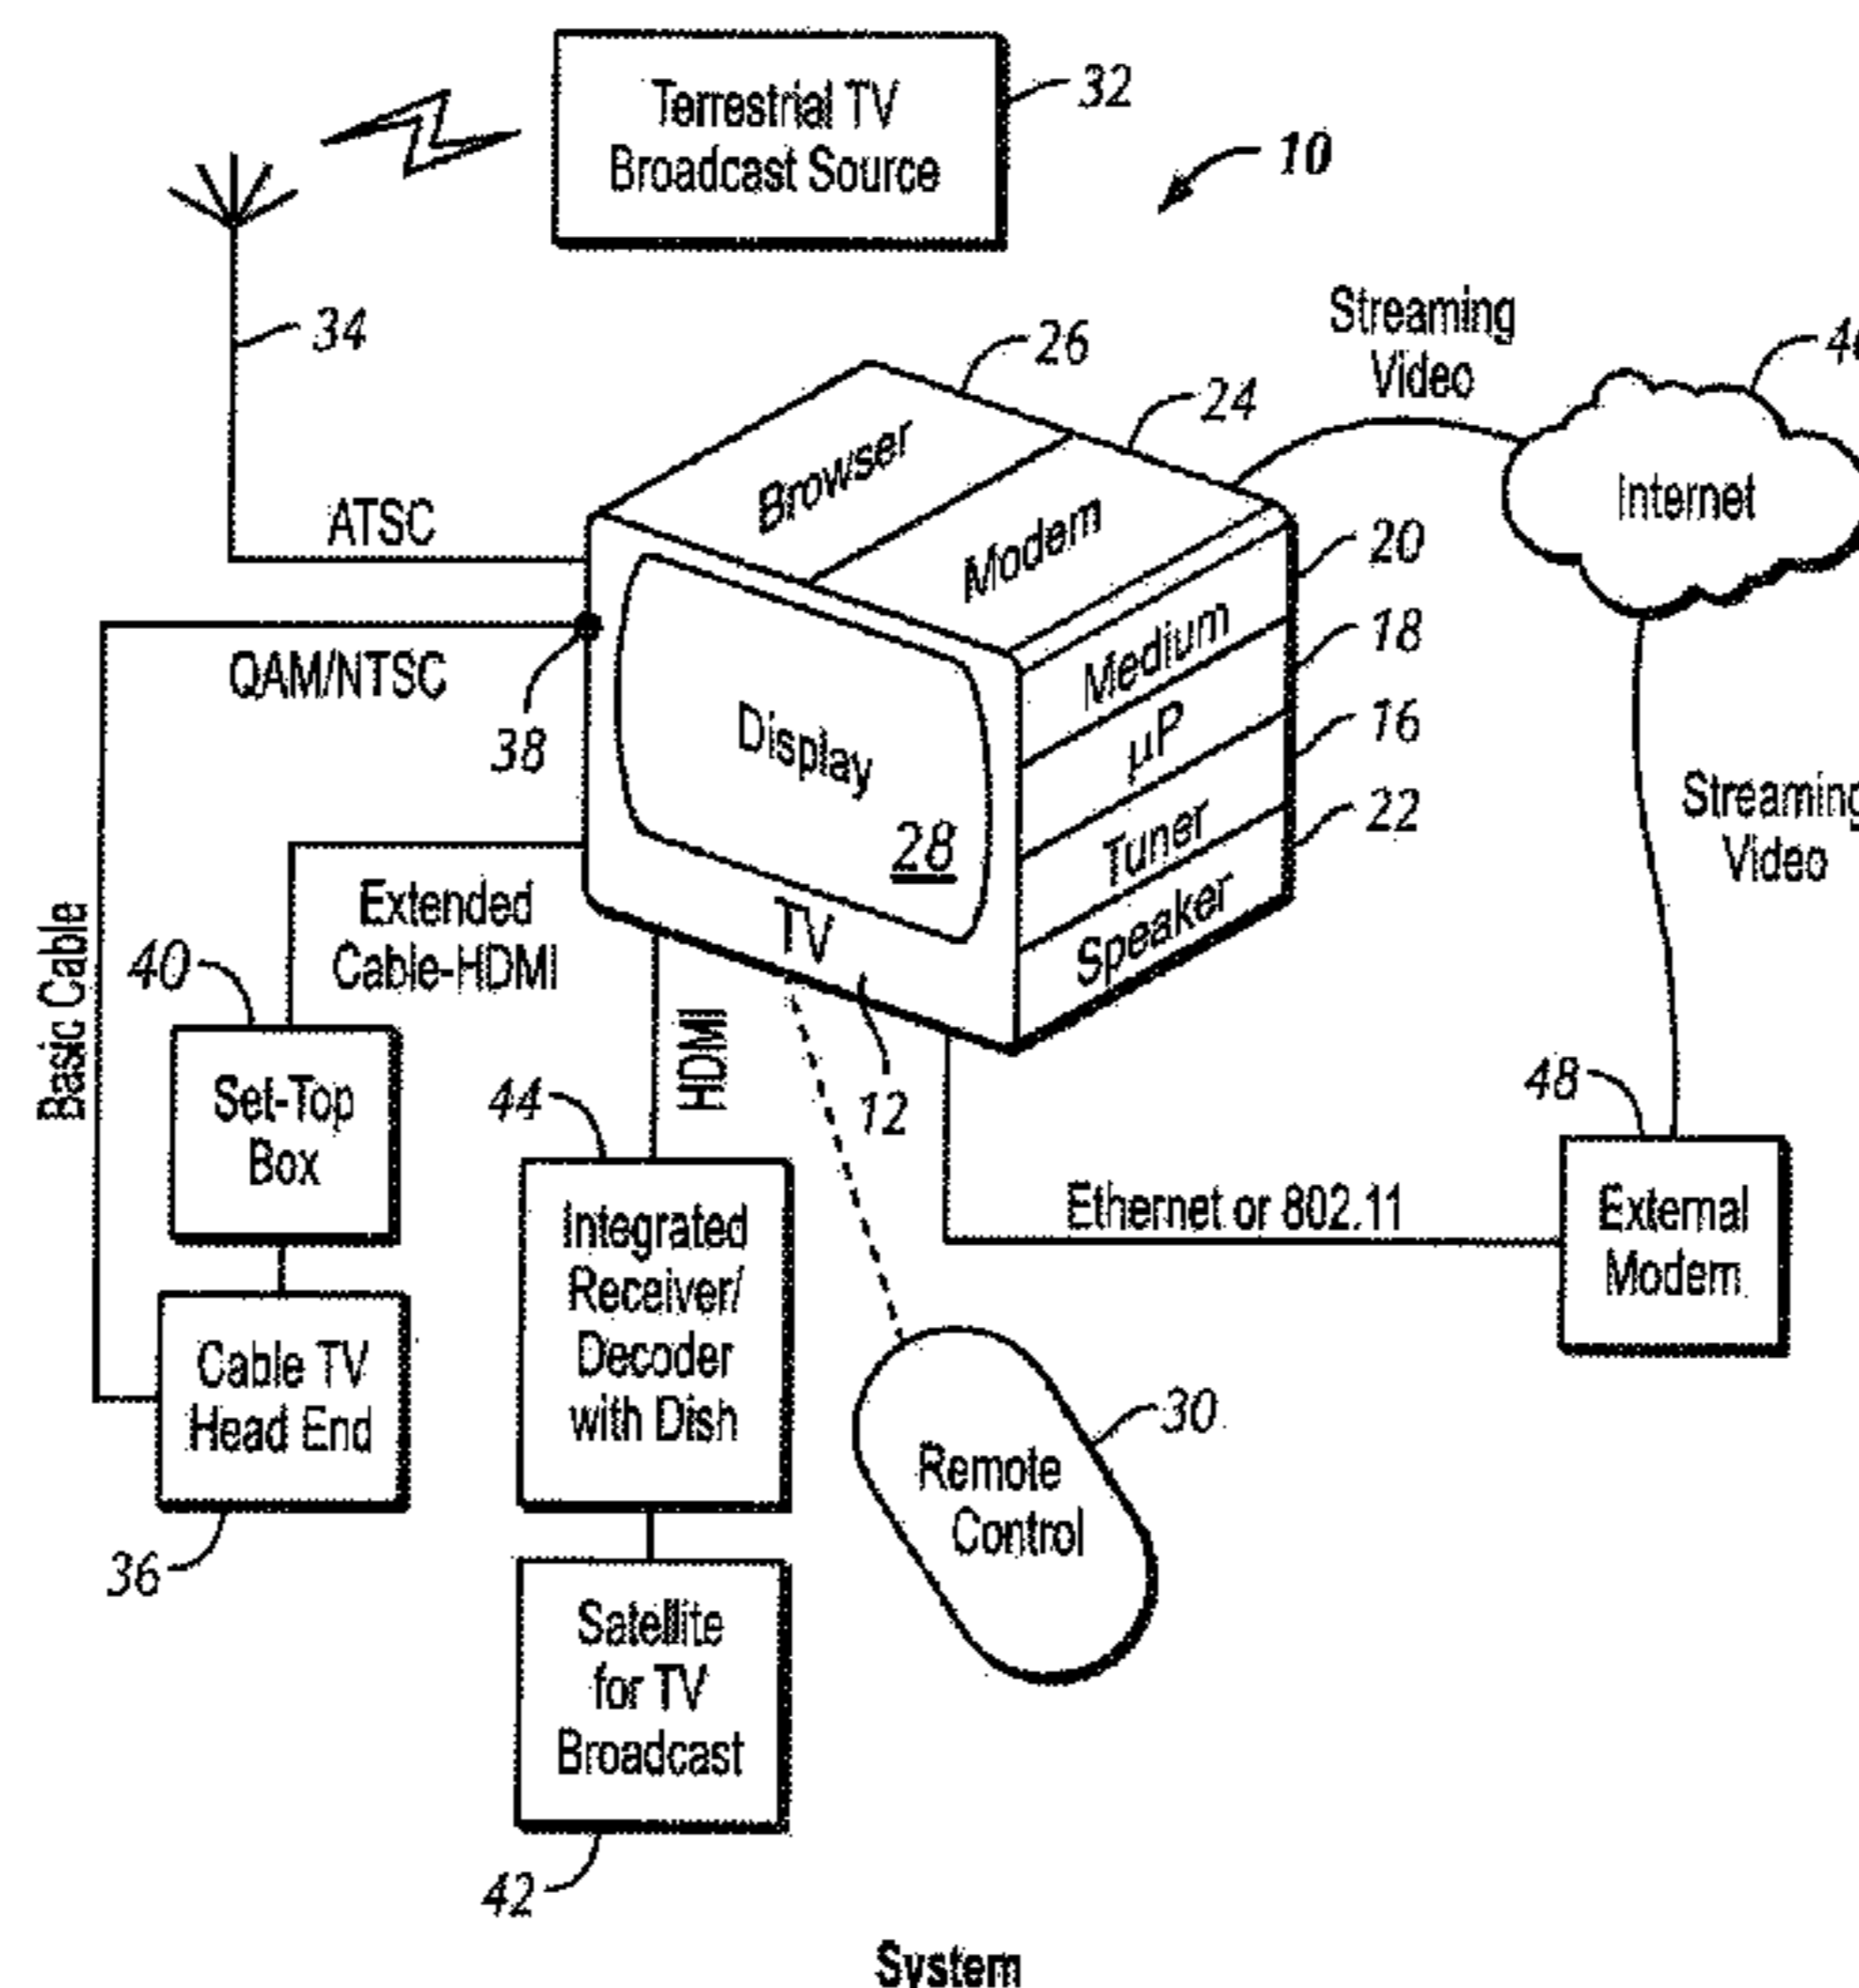 Terrestrial TV
Broadcast Source
32
10
34
ATSC
26
24
Streaming
Video
Internet
Browser
Modem
20
18
16
22
Medium
µP
Tuner
Speaker
QAM/NTSC
38
Display
28
TV
12
Streaming
Video
Basic Cable
Extended
Cable-HDMI
40
Set-Top
Box
Cable TV
Head End
36
HDMI
44
Integrated
Receiver/
Decoder
with Dish
Satellite
for TV
Broadcast
42
Ethernet or 802.11
48
External
Modem
30
Remote
Control
System